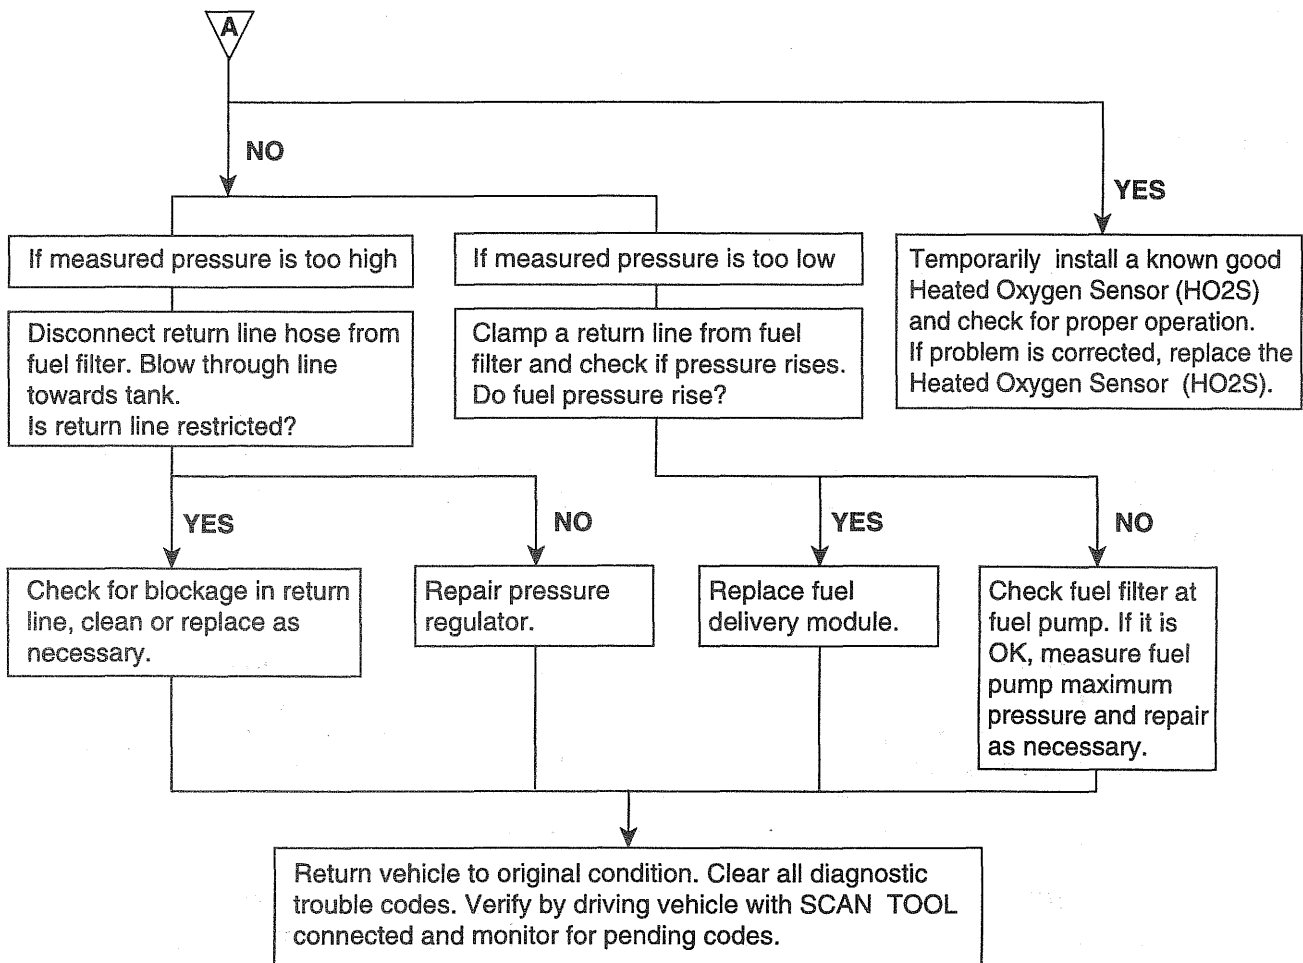 A
NO
YES
If measured pressure is too high
If measured pressure is too low
Temporarily install a known good
Heated Oxygen Sensor (HO2S)
and check for proper operation.
If problem is corrected, replace the
Heated Oxygen Sensor (HO2S).
Disconnect return line hose from
fuel filter. Blow through line
towards tank.
Is return line restricted?
Clamp a return line from fuel
filter and check if pressure rises.
Do fuel pressure rise?
YES
NO
YES
NO
Check for blockage in return
line, clean or replace as
necessary.
Repair pressure
regulator.
Replace fuel
delivery module.
Check fuel filter at
fuel pump. If it is
OK, measure fuel
pump maximum
pressure and repair
as necessary.
Return vehicle to original condition. Clear all diagnostic
trouble codes. Verify by driving vehicle with SCAN TOOL
connected and monitor for pending codes.